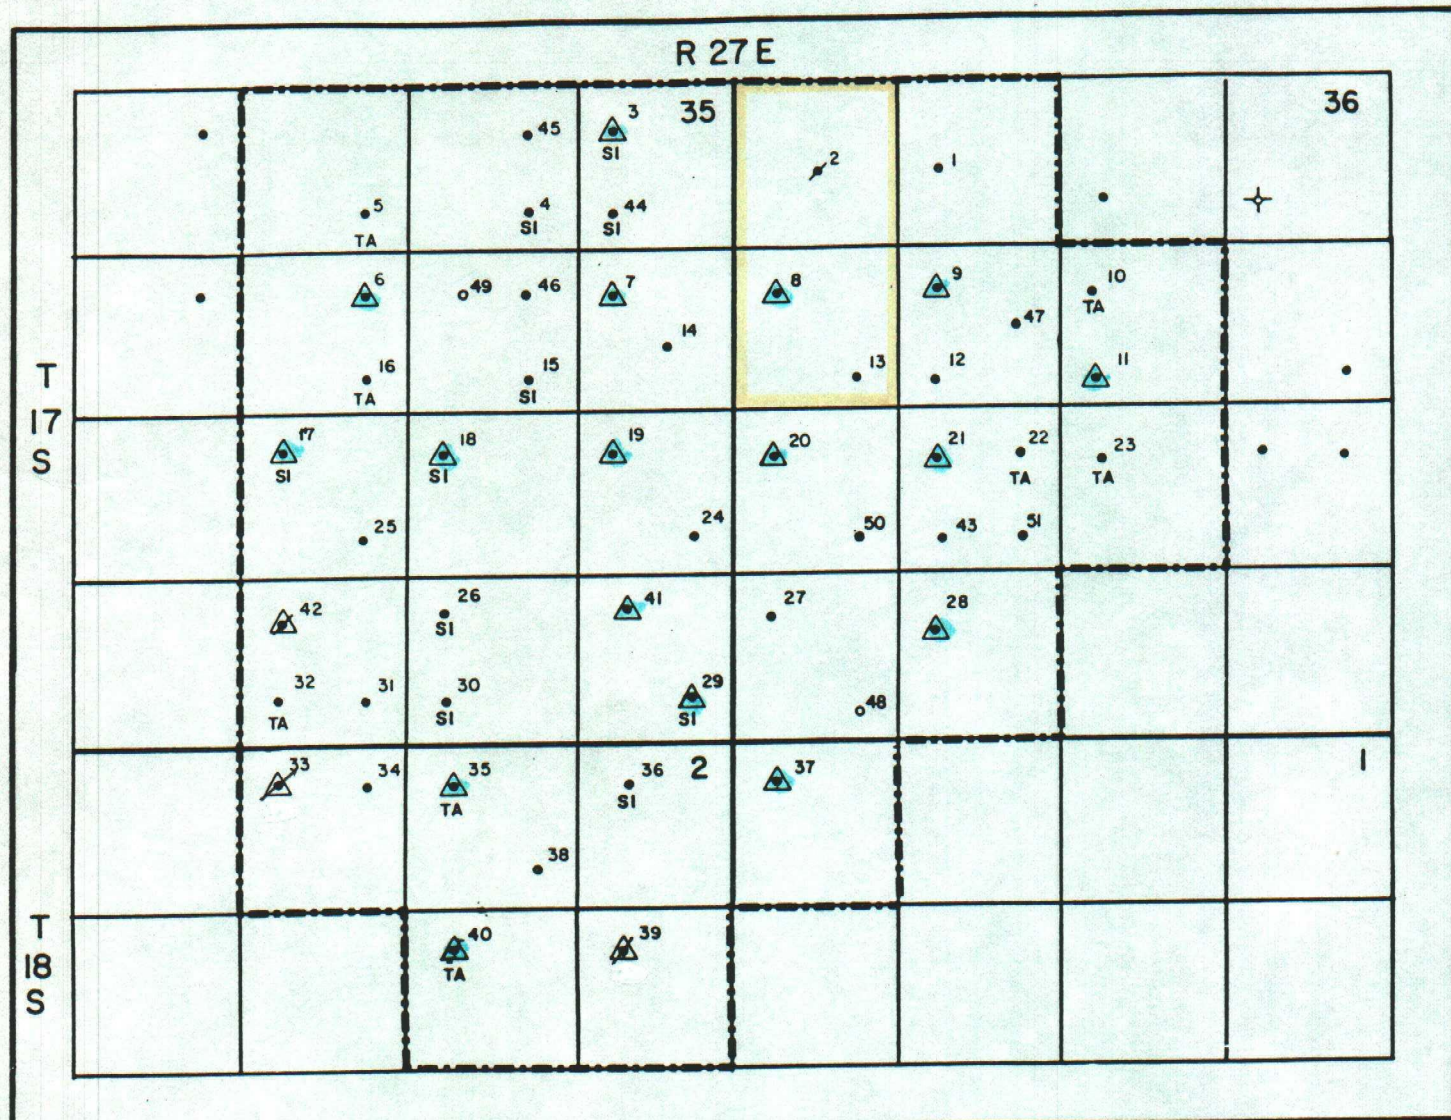 R 27E
35 36
45 3
SI
2 1
5 4 44
TA SI SI
6 49 46 7 8 9 10
TA
47
14
T 17 S
16 15 13 12 11
TA SI
17 18 19 20 21 22 23
SI SI TA TA
25 24 50 43 51
42 26 41 27 28
SI
32 31 30 29 48
TA SI SI
33 34 35 36 2 37 1
TA SI
38
T 18 S
40 39
TA